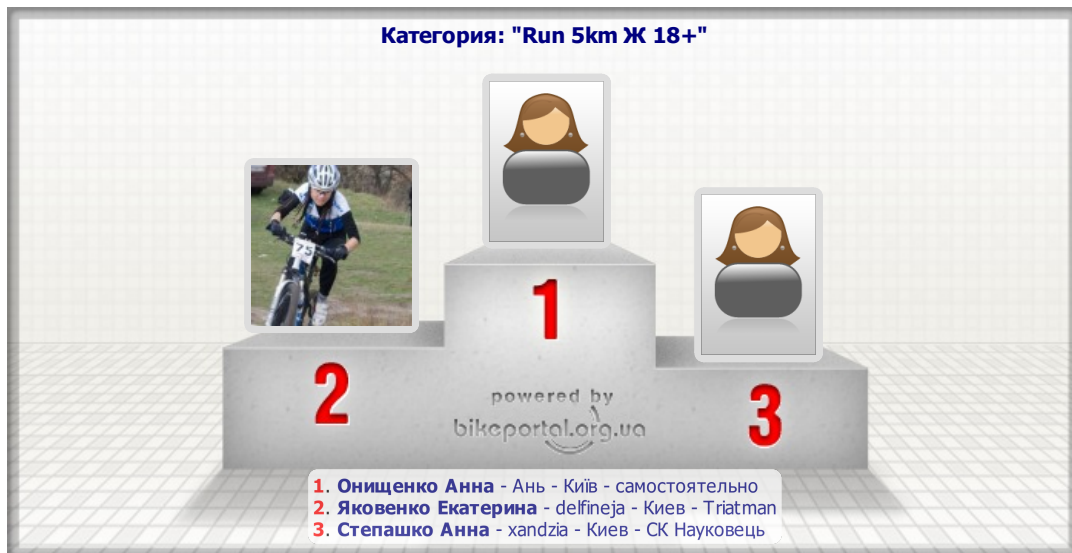 Категория: "Run 5km Ж 18+"
75
1
2
3
powered by
bikeportal.org.ua
1. Онищенко Анна - Ань - Київ - самостоятельно
2. Яковенко Екатерина - delfineja - Киев - Triatman
3. Степашко Анна - xandzia - Киев - СК Науковець